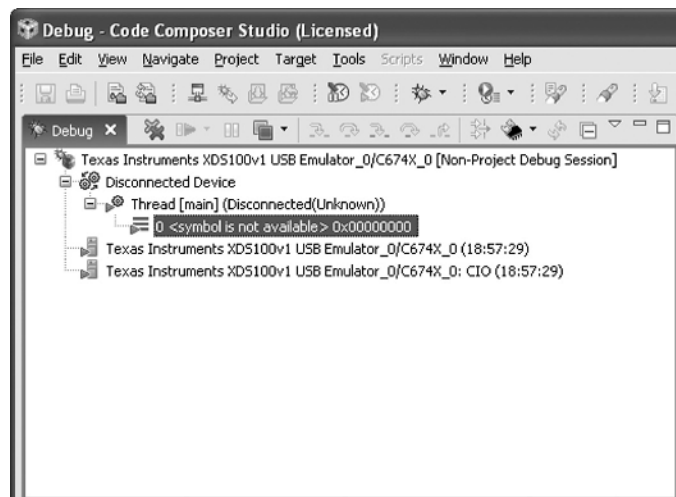 Debug - Code Composer Studio (Licensed)
File Edit View Navigate Project Target Tools Scripts Window Help
Debug
Texas Instruments XDS100v1 USB Emulator_0/C674X_0 [Non-Project Debug Session]
Disconnected Device
Thread [main] (Disconnected(Unknown))
0 <symbol is not available> 0x00000000
Texas Instruments XDS100v1 USB Emulator_0/C674X_0 (18:57:29)
Texas Instruments XDS100v1 USB Emulator_0/C674X_0: CIO (18:57:29)